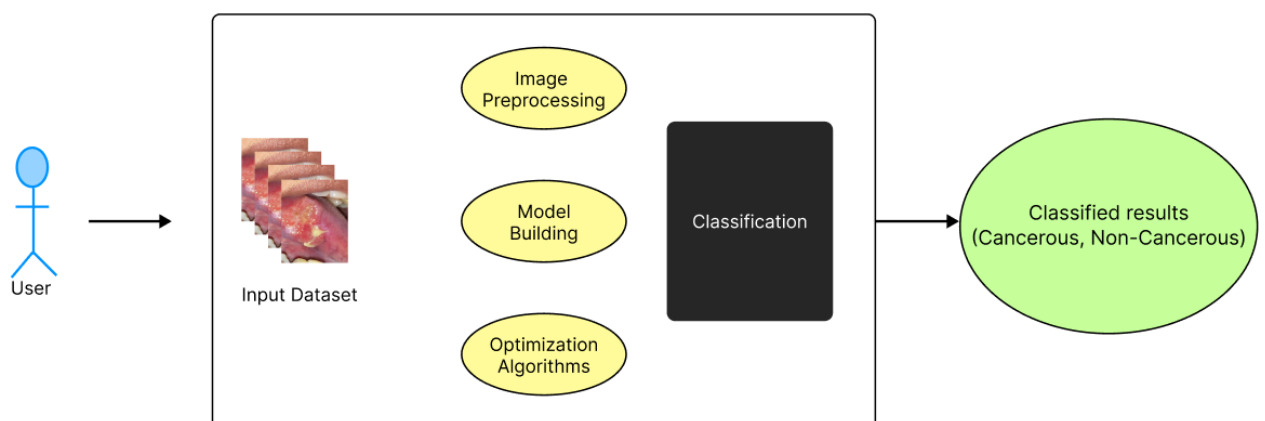 User
Input Dataset
Image
Preprocessing
Model
Building
Optimization
Algorithms
Classification
Classified results
(Cancerous, Non-Cancerous)